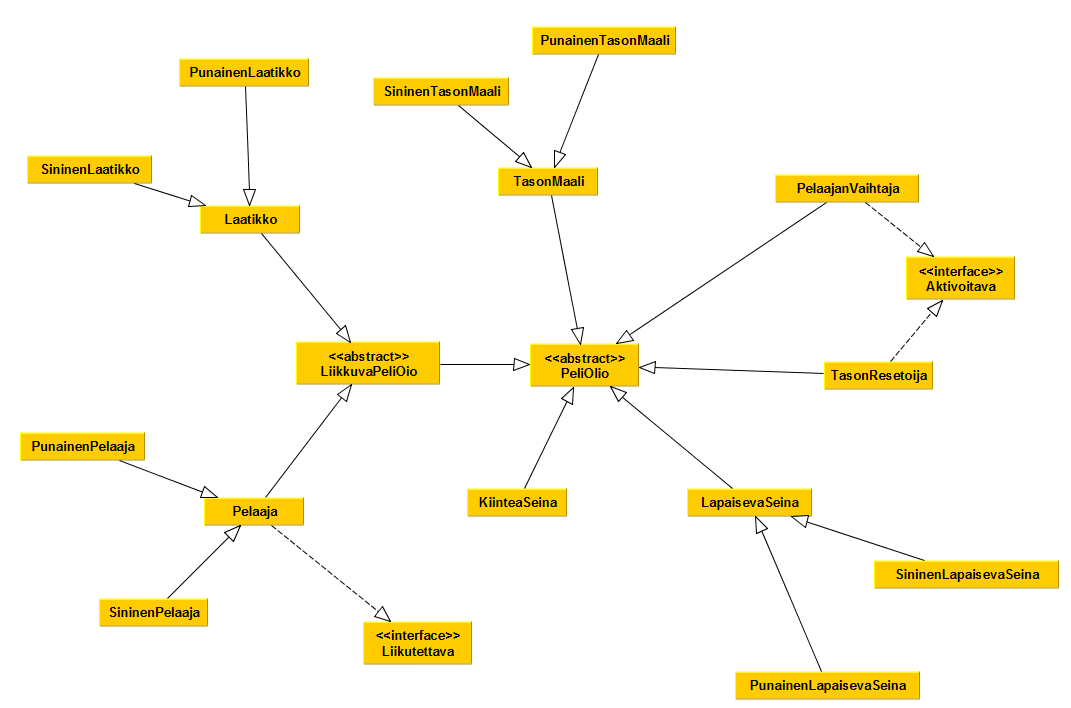 PunainenTasonMaali
PunainenLaatikko
SininenTasonMaali
SininenLaatikko
TasonMaali
PelaajanVaihtaja
Laatikko
<<interface>>
Aktivoitava
<<abstract>>
LiikkuvaPeliOio
<<abstract>>
PeliOlio
TasonResetoija
PunainenPelaaja
KiinteaSeina
LapaisevaSeina
Pelaaja
SininenLapaisevaSeina
SininenPelaaja
<<interface>>
Liikutettava
PunainenLapaisevaSeina